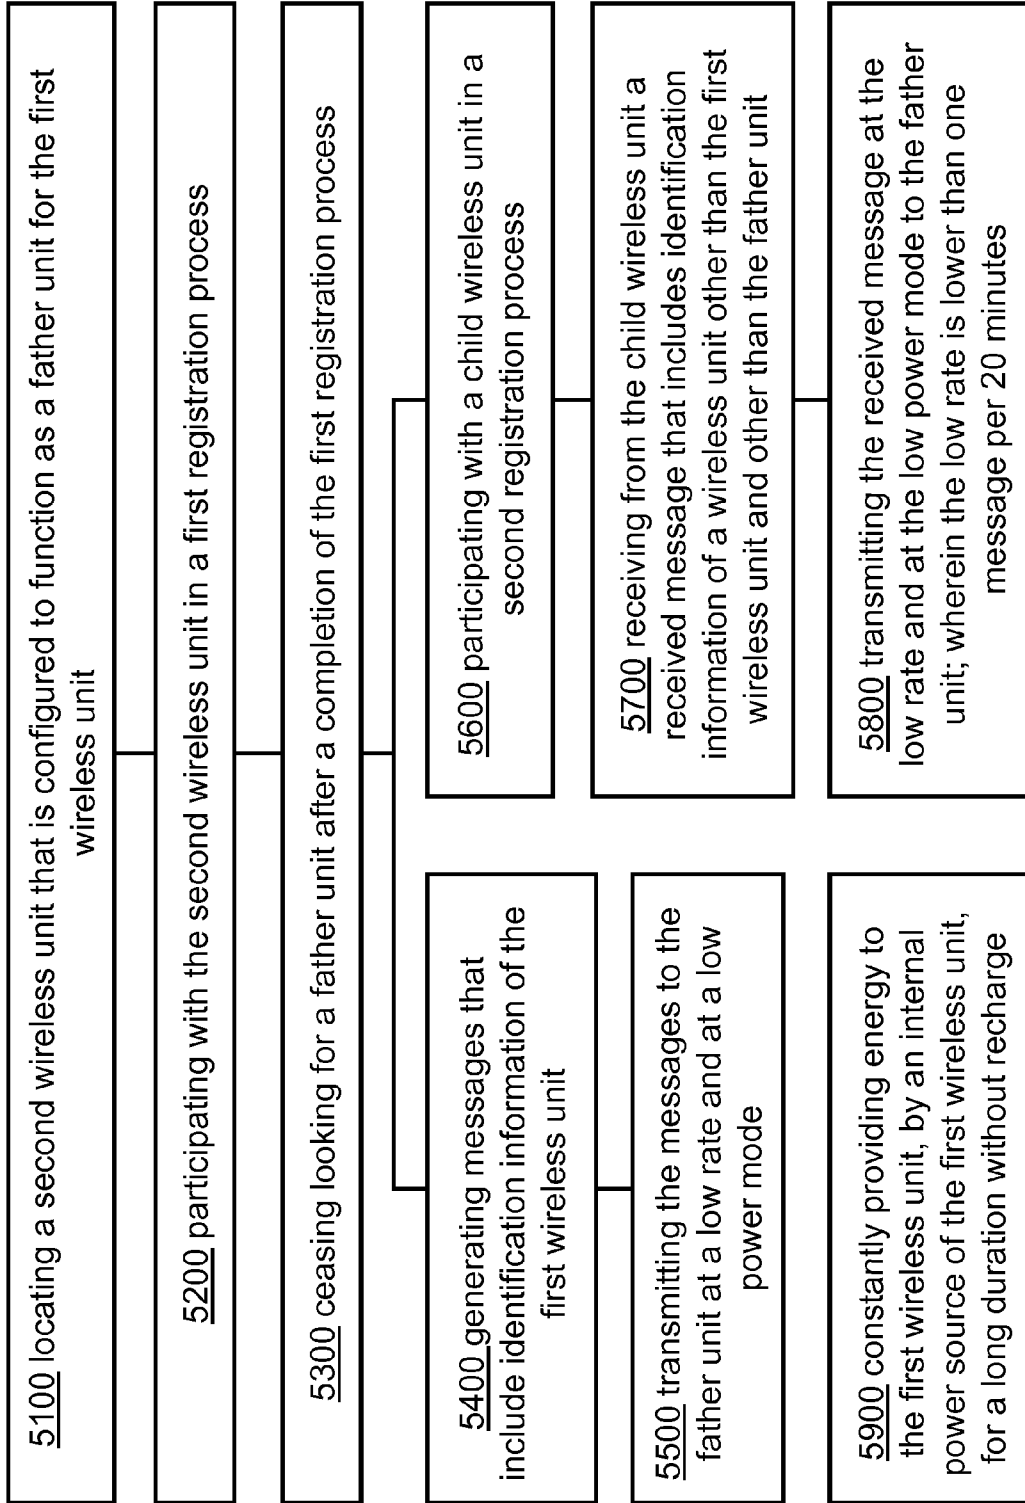 5100 locating a second wireless unit that is configured to function as a father unit for the first
wireless unit
5200 participating with the second wireless unit in a first registration process
5300 ceasing looking for a father unit after a completion of the first registration process
5400 generating messages that
include identification information of the
first wireless unit
5500 transmitting the messages to the
father unit at a low rate and at a low
power mode
5600 participating with a child wireless unit in a
second registration process
5700 receiving from the child wireless unit a
received message that includes identification
information of a wireless unit other than the first
wireless unit and other than the father unit
5800 transmitting the received message at the
low rate and at the low power mode to the father
unit; wherein the low rate is lower than one
message per 20 minutes
5900 constantly providing energy to
the first wireless unit, by an internal
power source of the first wireless unit,
for a long duration without recharge